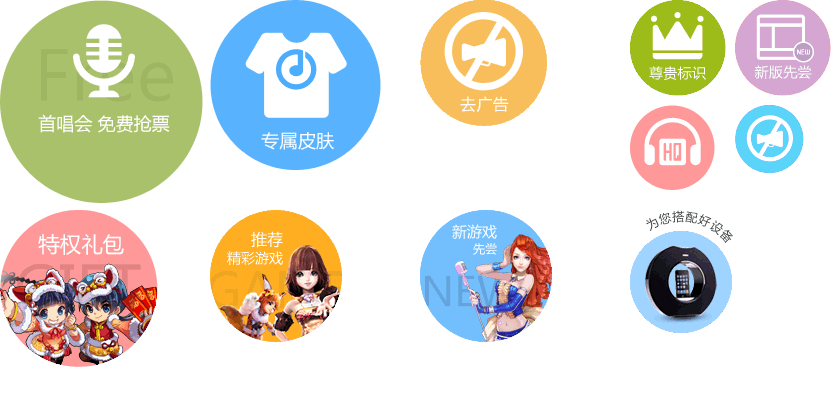 Free
首唱会 免费抢票
专属皮肤
去广告
尊贵标识
NEW
新版先尝
HQ
特权礼包
GIFT
推荐
精彩游戏
GAME
新游戏
先尝
NEW
为您搭配好设备